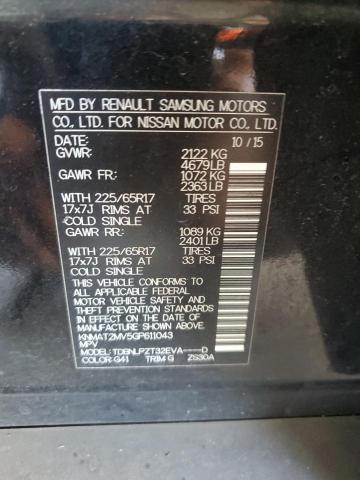 MFD BY RENAULT SAMSUNG MOTORS
CO., LTD. FOR NISSAN MOTOR CO., LTD.
DATE: 10 / 15
GVWR: 2122 KG
4679LB
GAWR FR: 1072 KG
2363LB
WITH 225/65R17 TIRES
17x7J RIMS AT 33 PSI
COLD SINGLE
GAWR RR: 1089 KG
2401LB
WITH 225/65R17 TIRES
17x7J RIMS AT 33 PSI
COLD SINGLE
THIS VEHICLE CONFORMS TO
ALL APPLICABLE FEDERAL
MOTOR VEHICLE SAFETY AND
THEFT PREVENTION STANDARDS
IN EFFECT ON THE DATE OF
MANUFACTURE SHOWN ABOVE.
KNMAT2MV5GP611043
MPV
MODEL: TDBNLPZT32EVA----D
COLOR: G41 TRIM: G ZS30A